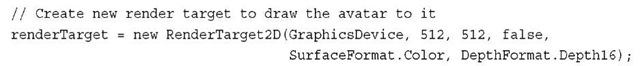 // Create new render target to draw the avatar to it
renderTarget = new RenderTarget2D(GraphicsDevice, 512, 512, false,
SurfaceFormat.Color, DepthFormat.Depth16);